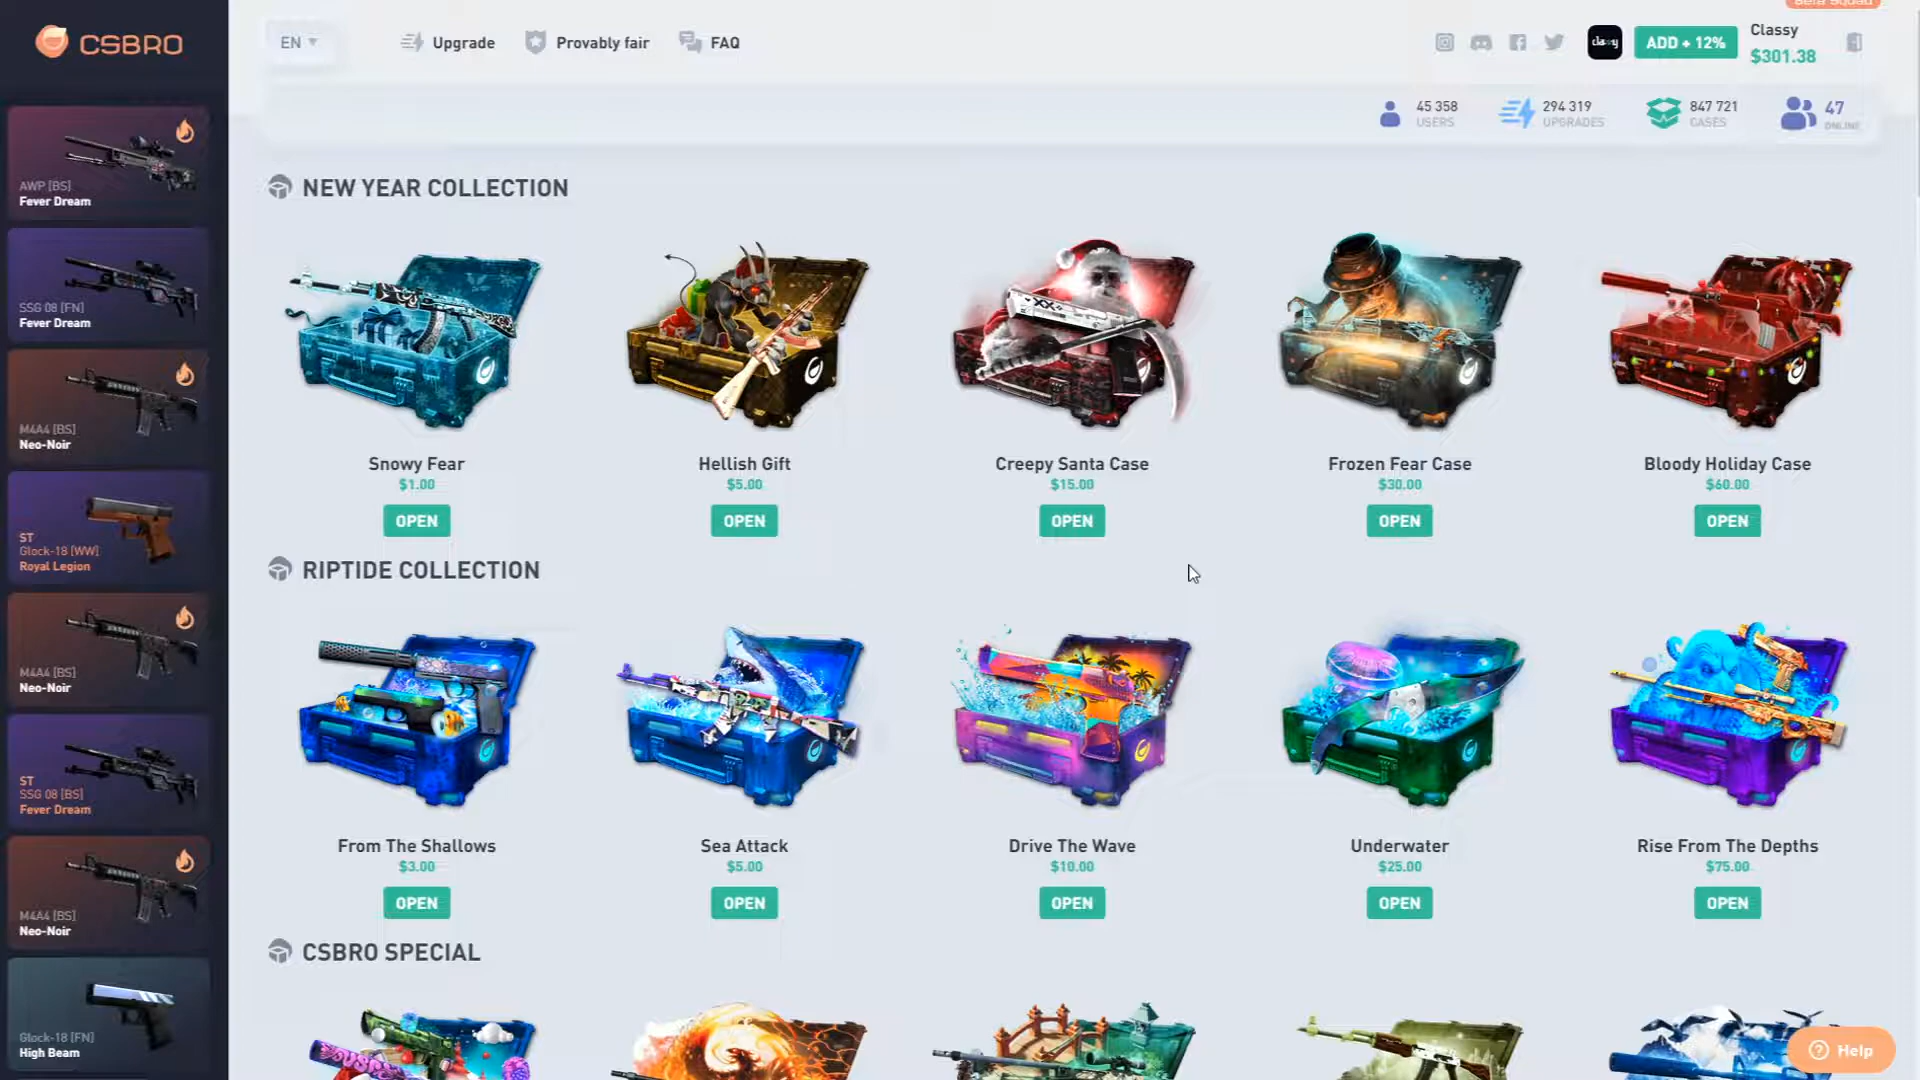 CSBRO
EN
Upgrade
Provably fair
FAQ
classy
ADD + 12%
Beta Squad
Classy
$301.38
45 358
USERS
294 319
UPGRADES
847 721
CASES
47
ONLINE
AWP [BS]
Fever Dream
SSG 08 [FN]
Fever Dream
M4A4 [BS]
Neo-Noir
ST
Glock-18 [WW]
Royal Legion
M4A4 [BS]
Neo-Noir
ST
SSG 08 [BS]
Fever Dream
M4A4 [BS]
Neo-Noir
Glock-18 [FN]
High Beam
NEW YEAR COLLECTION
Snowy Fear
$1.00
OPEN
Hellish Gift
$5.00
OPEN
Creepy Santa Case
$15.00
OPEN
Frozen Fear Case
$30.00
OPEN
Bloody Holiday Case
$60.00
OPEN
RIPTIDE COLLECTION
From The Shallows
$3.00
OPEN
Sea Attack
$5.00
OPEN
Drive The Wave
$10.00
OPEN
Underwater
$25.00
OPEN
Rise From The Depths
$75.00
OPEN
CSBRO SPECIAL
Help